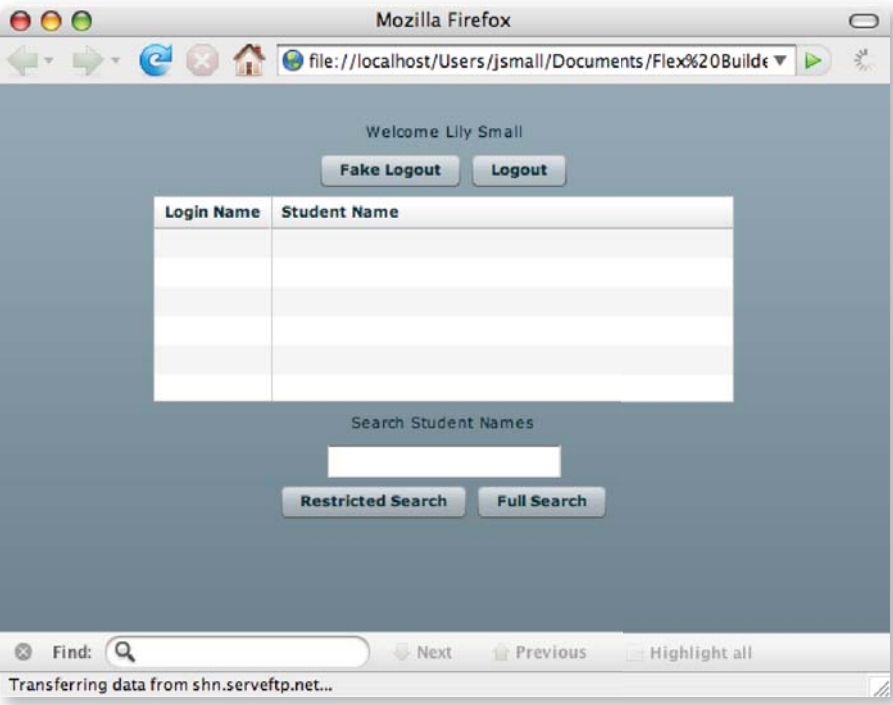 Mozilla Firefox
file://localhost/Users/jsmall/Documents/Flex%20Builde
Welcome Lily Small
Fake Logout Logout
Login Name Student Name
Search Student Names
Restricted Search Full Search
Find: Next Previous Highlight all
Transferring data from shn.serveftp.net...